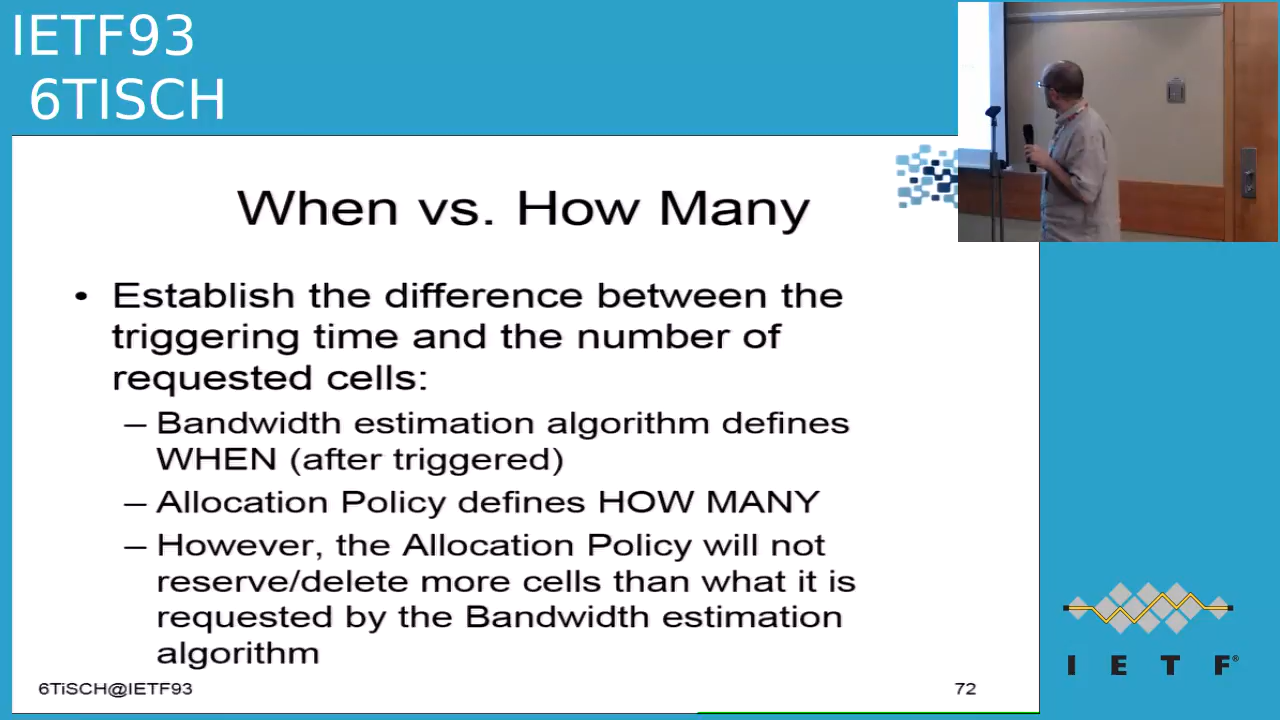 IETF93
6TISCH
When vs. How Many
• Establish the difference between the
triggering time and the number of
requested cells:
– Bandwidth estimation algorithm defines
WHEN (after triggered)
– Allocation Policy defines HOW MANY
– However, the Allocation Policy will not
reserve/delete more cells than what it is
requested by the Bandwidth estimation
algorithm
6TiSCH@IETF93
72
I E T F®